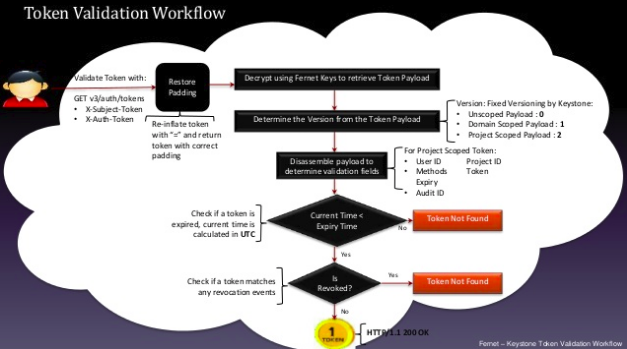 Token Validation Workflow
Validate Token with:
GET v3/auth/tokens
• X-Subject-Token
• X-Auth-Token
Restore
Padding
Re-inflate token
with "=" and return
token with correct
padding
Decrypt using Fernet Keys to retrieve Token Payload
Determine the Version from the Token Payload
Version: Fixed Versioning by Keystone:
• Unscoped Payload : 0
• Domain Scoped Payload : 1
• Project Scoped Payload : 2
Disassemble payload to
determine validation fields
For Project Scoped Token:
• User ID Project ID
• Methods Token
Expiry
• Audit ID
Check if a token is
expired, current time is
calculated in UTC
Current Time <
Expiry Time
No
Token Not Found
Yes
Check if a token matches
any revocation events
Is
Revoked?
Yes
Token Not Found
No
1
TOKEN
HTTP/1.1 200 OK
Fernet – Keystone Token Validation Workflow